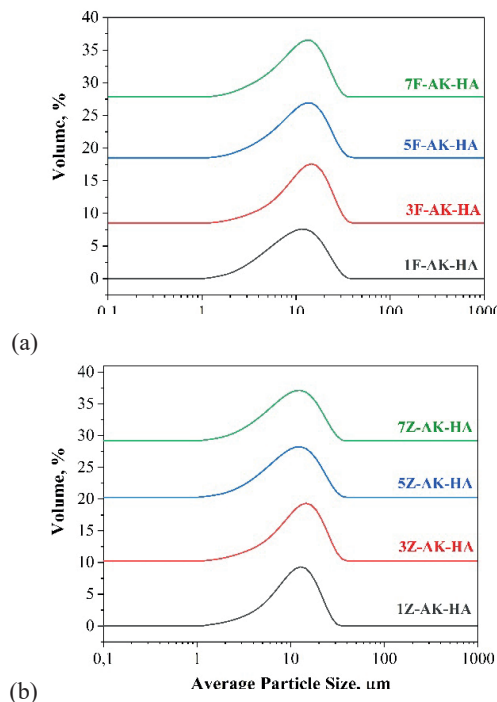 (a)
Volume, %
40
35
30
25
20
15
10
5
0
7F-AK-HA
5F-AK-HA
3F-AK-HA
1F-AK-HA
0,1 1 10 100 1000
(b)
Volume, %
40
35
30
25
20
15
10
5
0
7Z-AK-HA
5Z-AK-HA
3Z-AK-HA
1Z-AK-HA
0,1 1 10 100 1000
Average Particle Size, μm